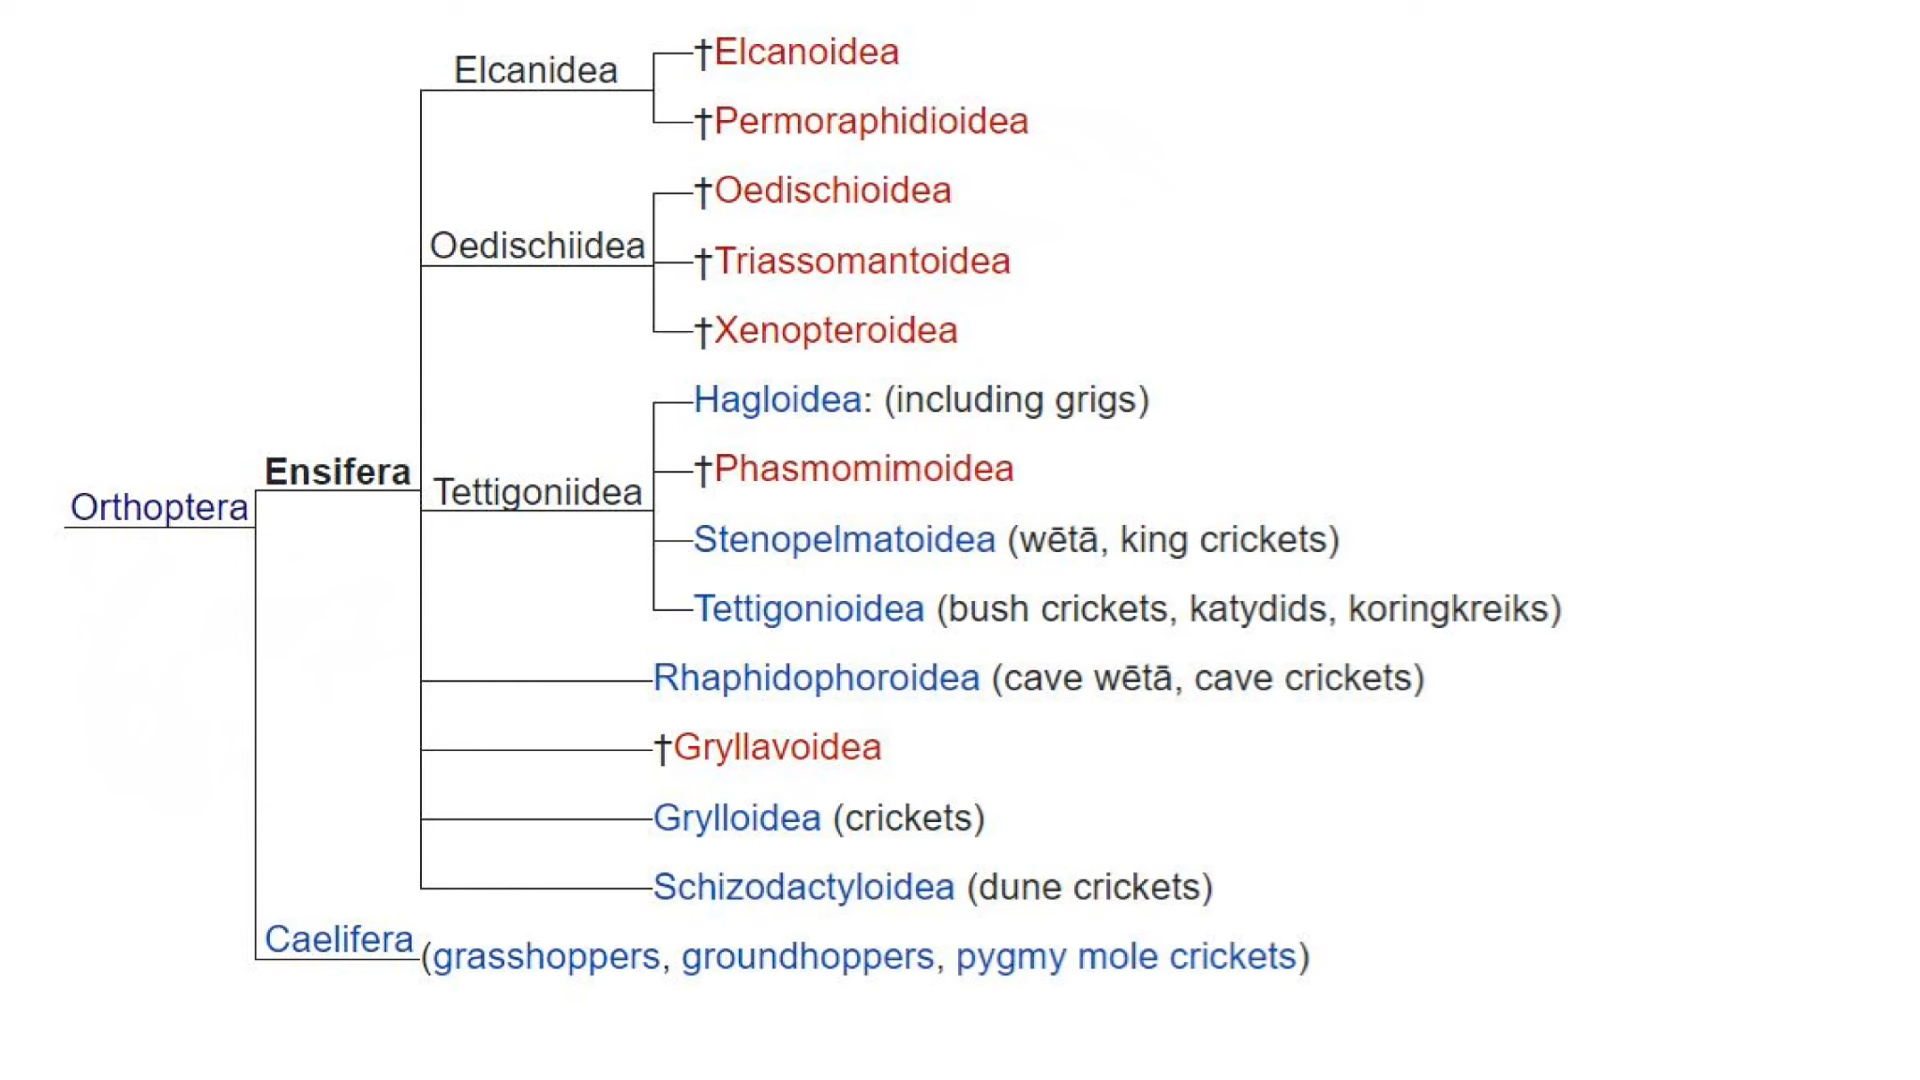 Elcanidea
†Elcanoidea
†Permoraphidioidea
Oedischiidea
†Oedischioidea
†Triassomantoidea
†Xenopteroidea
Orthoptera
Ensifera
Tettigoniidea
Hagloidea: (including grigs)
†Phasmomimoidea
Stenopelmatoidea (wētā, king crickets)
Tettigonioidea (bush crickets, katydids, koringkreiks)
Rhaphidophoroidea (cave wētā, cave crickets)
†Gryllavoidea
Grylloidea (crickets)
Schizodactyloidea (dune crickets)
Caelifera (grasshoppers, groundhoppers, pygmy mole crickets)